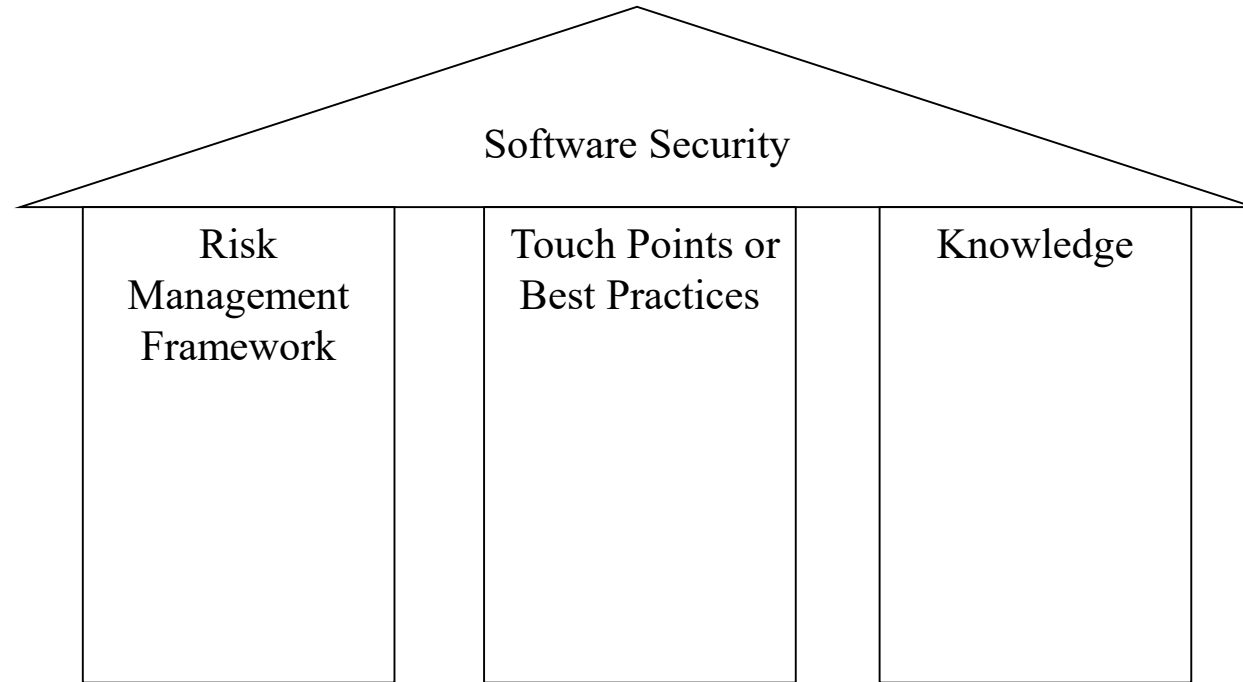 Software Security
Risk
Management
Framework
Touch Points or
Best Practices
Knowledge